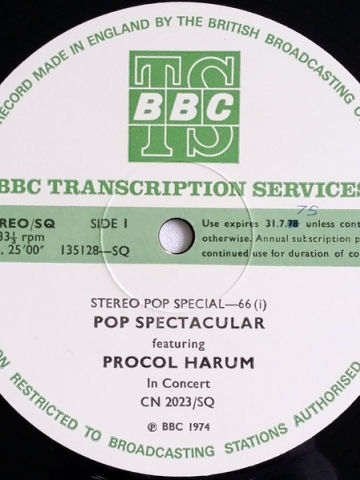 RECORD MADE IN ENGLAND BY THE BRITISH BROADCASTING
TS
BBC
BBC TRANSCRIPTION SERVICES
REO/SQ SIDE 1
33⅓ rpm
25'00" 135128—SQ
75
Use expires 31.7.78 unless cont
otherwise. Annual subscription p
continued use for duration of co
STEREO POP SPECIAL—66 (i)
POP SPECTACULAR
featuring
PROCOL HARUM
In Concert
CN 2023/SQ
℗ BBC 1974
ON RESTRICTED TO BROADCASTING STATIONS AUTHORISED